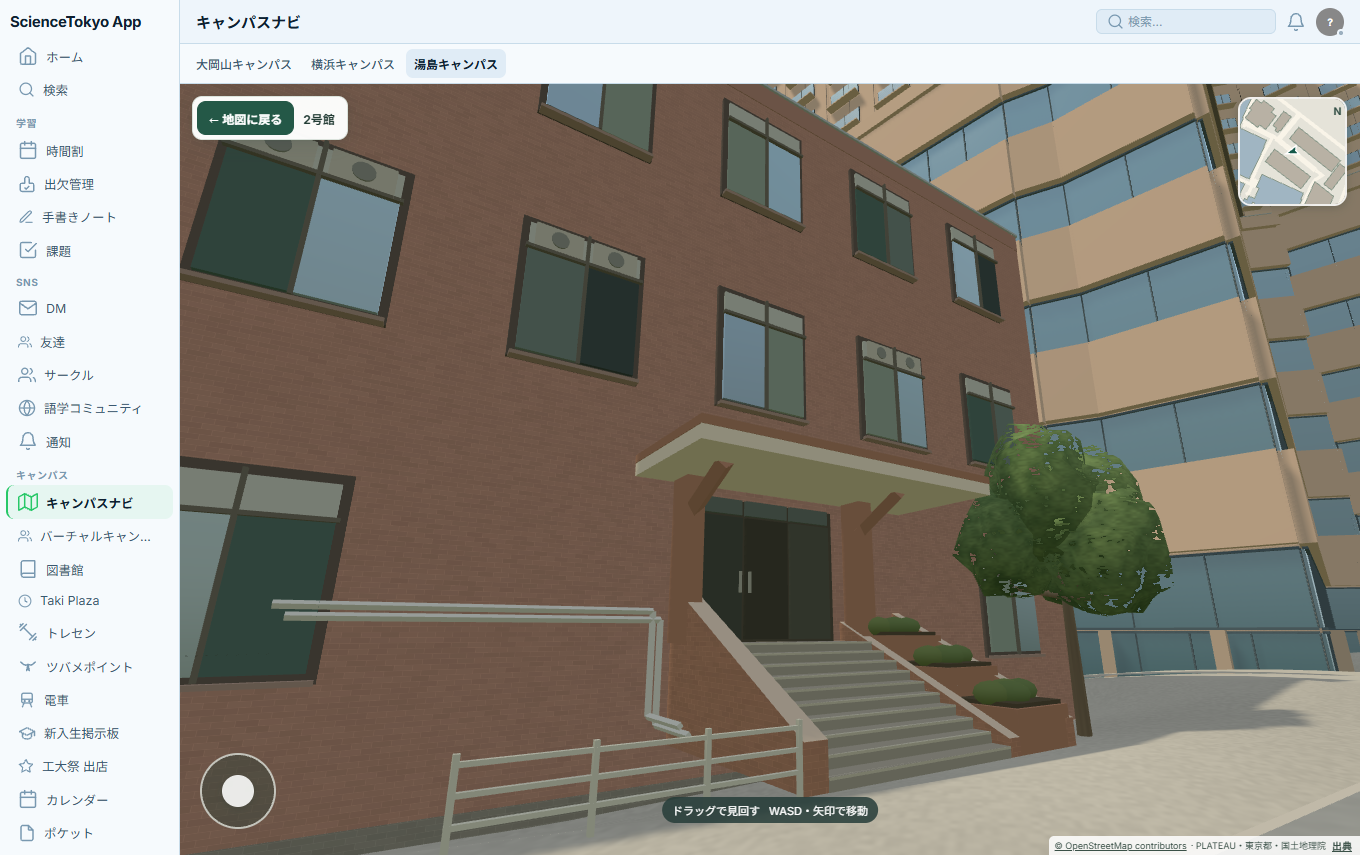 ScienceTokyo App
ホーム
検索
学習
時間割
出欠管理
手書きノート
課題
SNS
DM
友達
サークル
語学コミュニティ
通知
キャンパス
キャンパスナビ
バーチャルキャン...
図書館
Taki Plaza
トレセン
ツバメポイント
電車
新入生掲示板
工大祭 出店
カレンダー
ポケット
キャンパスナビ
検索...
?
大岡山キャンパス
横浜キャンパス
湯島キャンパス
← 地図に戻る
2号館
N
ドラッグで見回す WASD・矢印で移動
© OpenStreetMap contributors · PLATEAU・東京都・国土地理院 出典